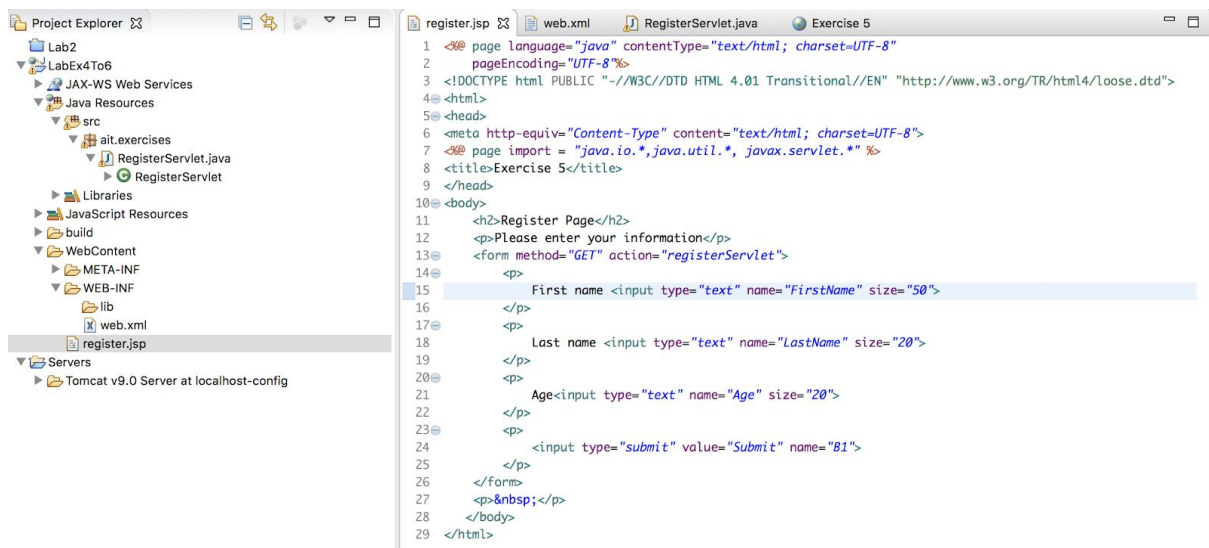 Project Explorer
Lab2
LabEx4To6
JAX-WS Web Services
Java Resources
src
ait.exercises
RegisterServlet.java
RegisterServlet
Libraries
JavaScript Resources
build
WebContent
META-INF
WEB-INF
lib
web.xml
register.jsp
Servers
Tomcat v9.0 Server at localhost-config
register.jsp web.xml RegisterServlet.java Exercise 5
1 <%@ page language="java" contentType="text/html; charset=UTF-8"
2 pageEncoding="UTF-8"%>
3 <!DOCTYPE html PUBLIC "-//W3C//DTD HTML 4.01 Transitional//EN" "http://www.w3.org/TR/html4/loose.dtd">
4 <html>
5 <head>
6 <meta http-equiv="Content-Type" content="text/html; charset=UTF-8">
7 <%@ page import = "java.io.*,java.util.*, javax.servlet.*" %>
8 <title>Exercise 5</title>
9 </head>
10 <body>
11 <h2>Register Page</h2>
12 <p>Please enter your information</p>
13 <form method="GET" action="registerServlet">
14 <p>
15 First name <input type="text" name="FirstName" size="50">
16 </p>
17 <p>
18 Last name <input type="text" name="LastName" size="20">
19 </p>
20 <p>
21 Age<input type="text" name="Age" size="20">
22 </p>
23 <p>
24 <input type="submit" value="Submit" name="B1">
25 </p>
26 </form>
27 <p>&nbsp;</p>
28 </body>
29 </html>